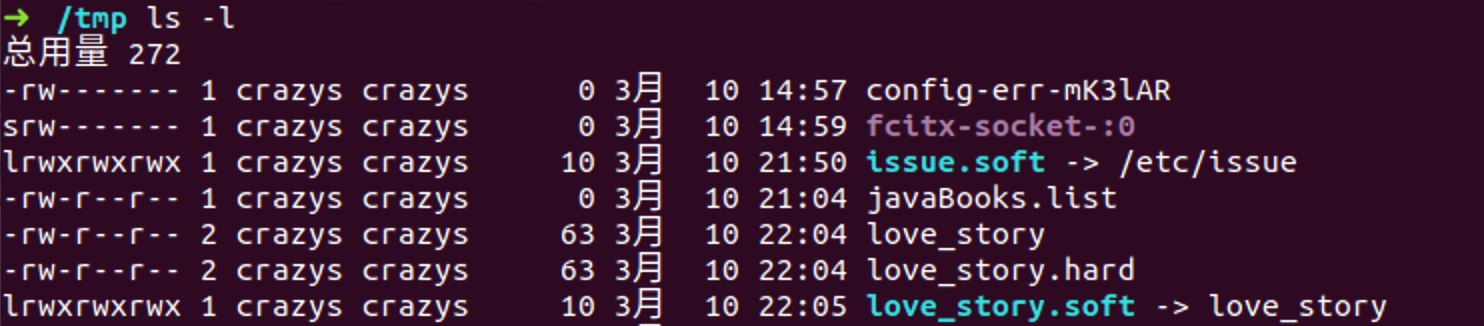 ➜ /tmp ls -l
总用量 272
-rw------- 1 crazys crazys 0 3月 10 14:57 config-err-mK3lAR
srw------- 1 crazys crazys 0 3月 10 14:59 fcitx-socket-:0
lrwxrwxrwx 1 crazys crazys 10 3月 10 21:50 issue.soft -> /etc/issue
-rw-r--r-- 1 crazys crazys 0 3月 10 21:04 javaBooks.list
-rw-r--r-- 2 crazys crazys 63 3月 10 22:04 love_story
-rw-r--r-- 2 crazys crazys 63 3月 10 22:04 love_story.hard
lrwxrwxrwx 1 crazys crazys 10 3月 10 22:05 love_story.soft -> love_story